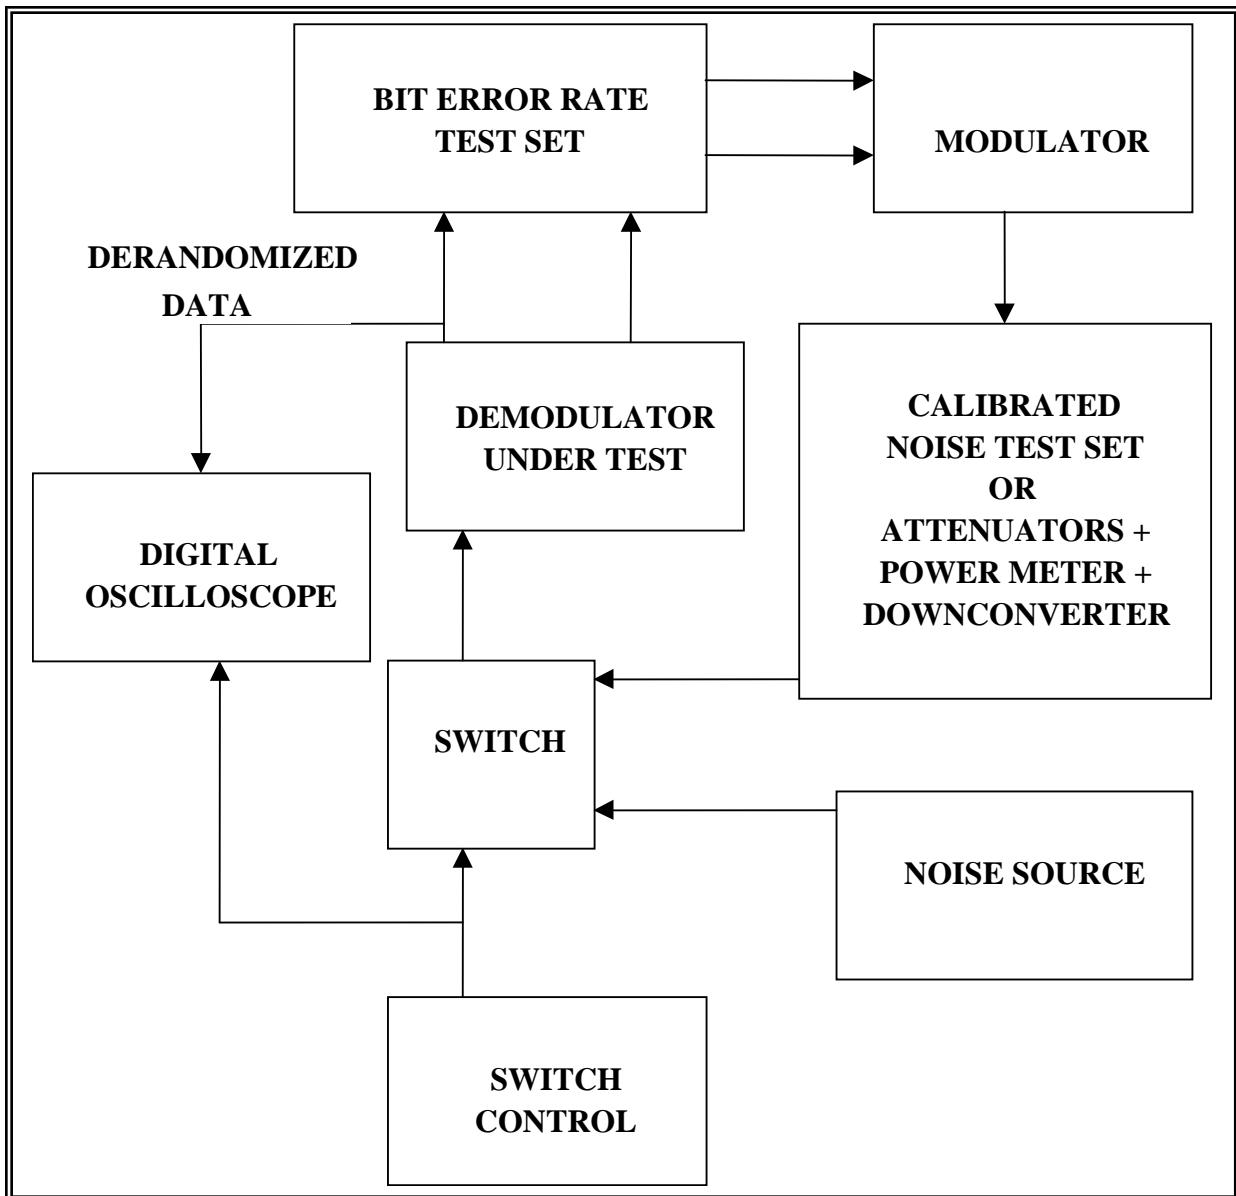 BIT ERROR RATE
TEST SET
MODULATOR
DERANDOMIZED
DATA
DEMODULATOR
UNDER TEST
CALIBRATED
NOISE TEST SET
OR
ATTENUATORS +
POWER METER +
DOWNCONVERTER
DIGITAL
OSCILLOSCOPE
SWITCH
NOISE SOURCE
SWITCH
CONTROL